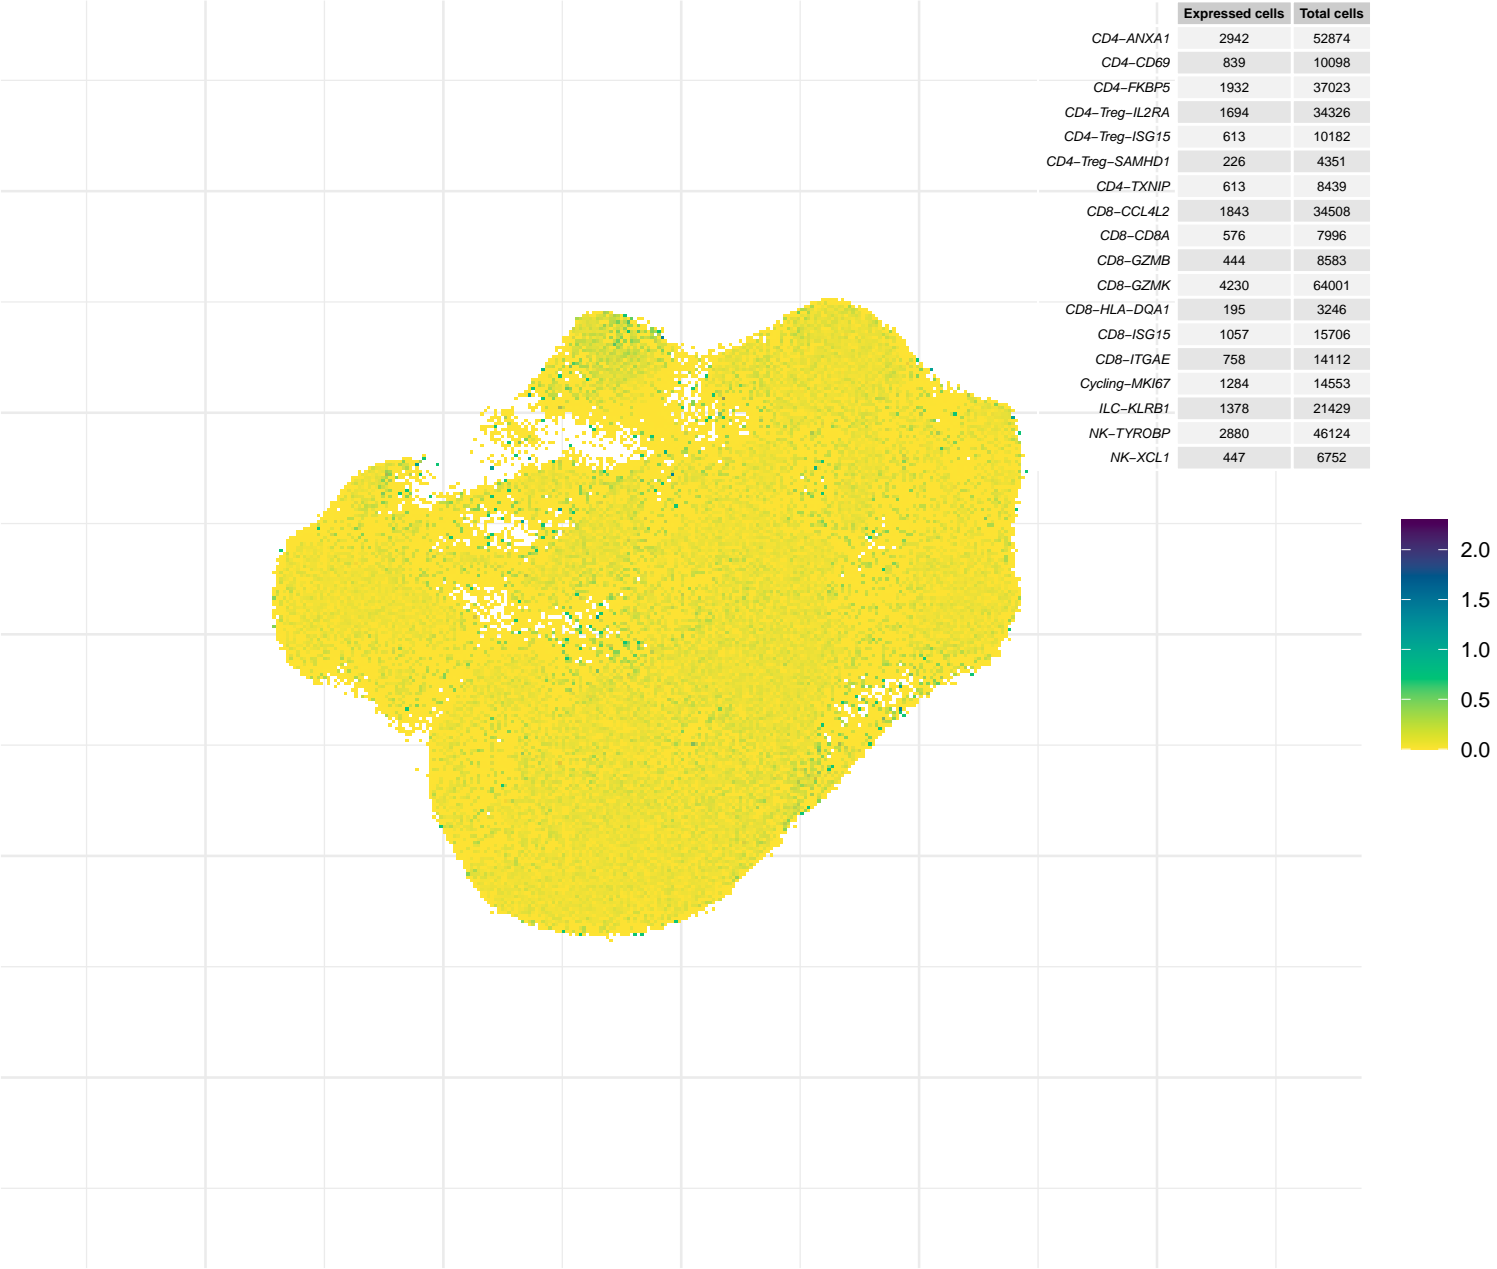 Expressed cells Total cells
CD4−ANXA1 2942 52874
CD4−CD69 839 10098
CD4−FKBP5 1932 37023
CD4−Treg−IL2RA 1694 34326
CD4−Treg−ISG15 613 10182
CD4−Treg−SAMHD1 226 4351
CD4−TXNIP 613 8439
CD8−CCL4L2 1843 34508
CD8−CD8A 576 7996
CD8−GZMB 444 8583
CD8−GZMK 4230 64001
CD8−HLA−DQA1 195 3246
CD8−ISG15 1057 15706
CD8−ITGAE 758 14112
Cycling−MKI67 1284 14553
ILC−KLRB1 1378 21429
NK−TYROBP 2880 46124
NK−XCL1 447 6752
2.0
1.5
1.0
0.5
0.0